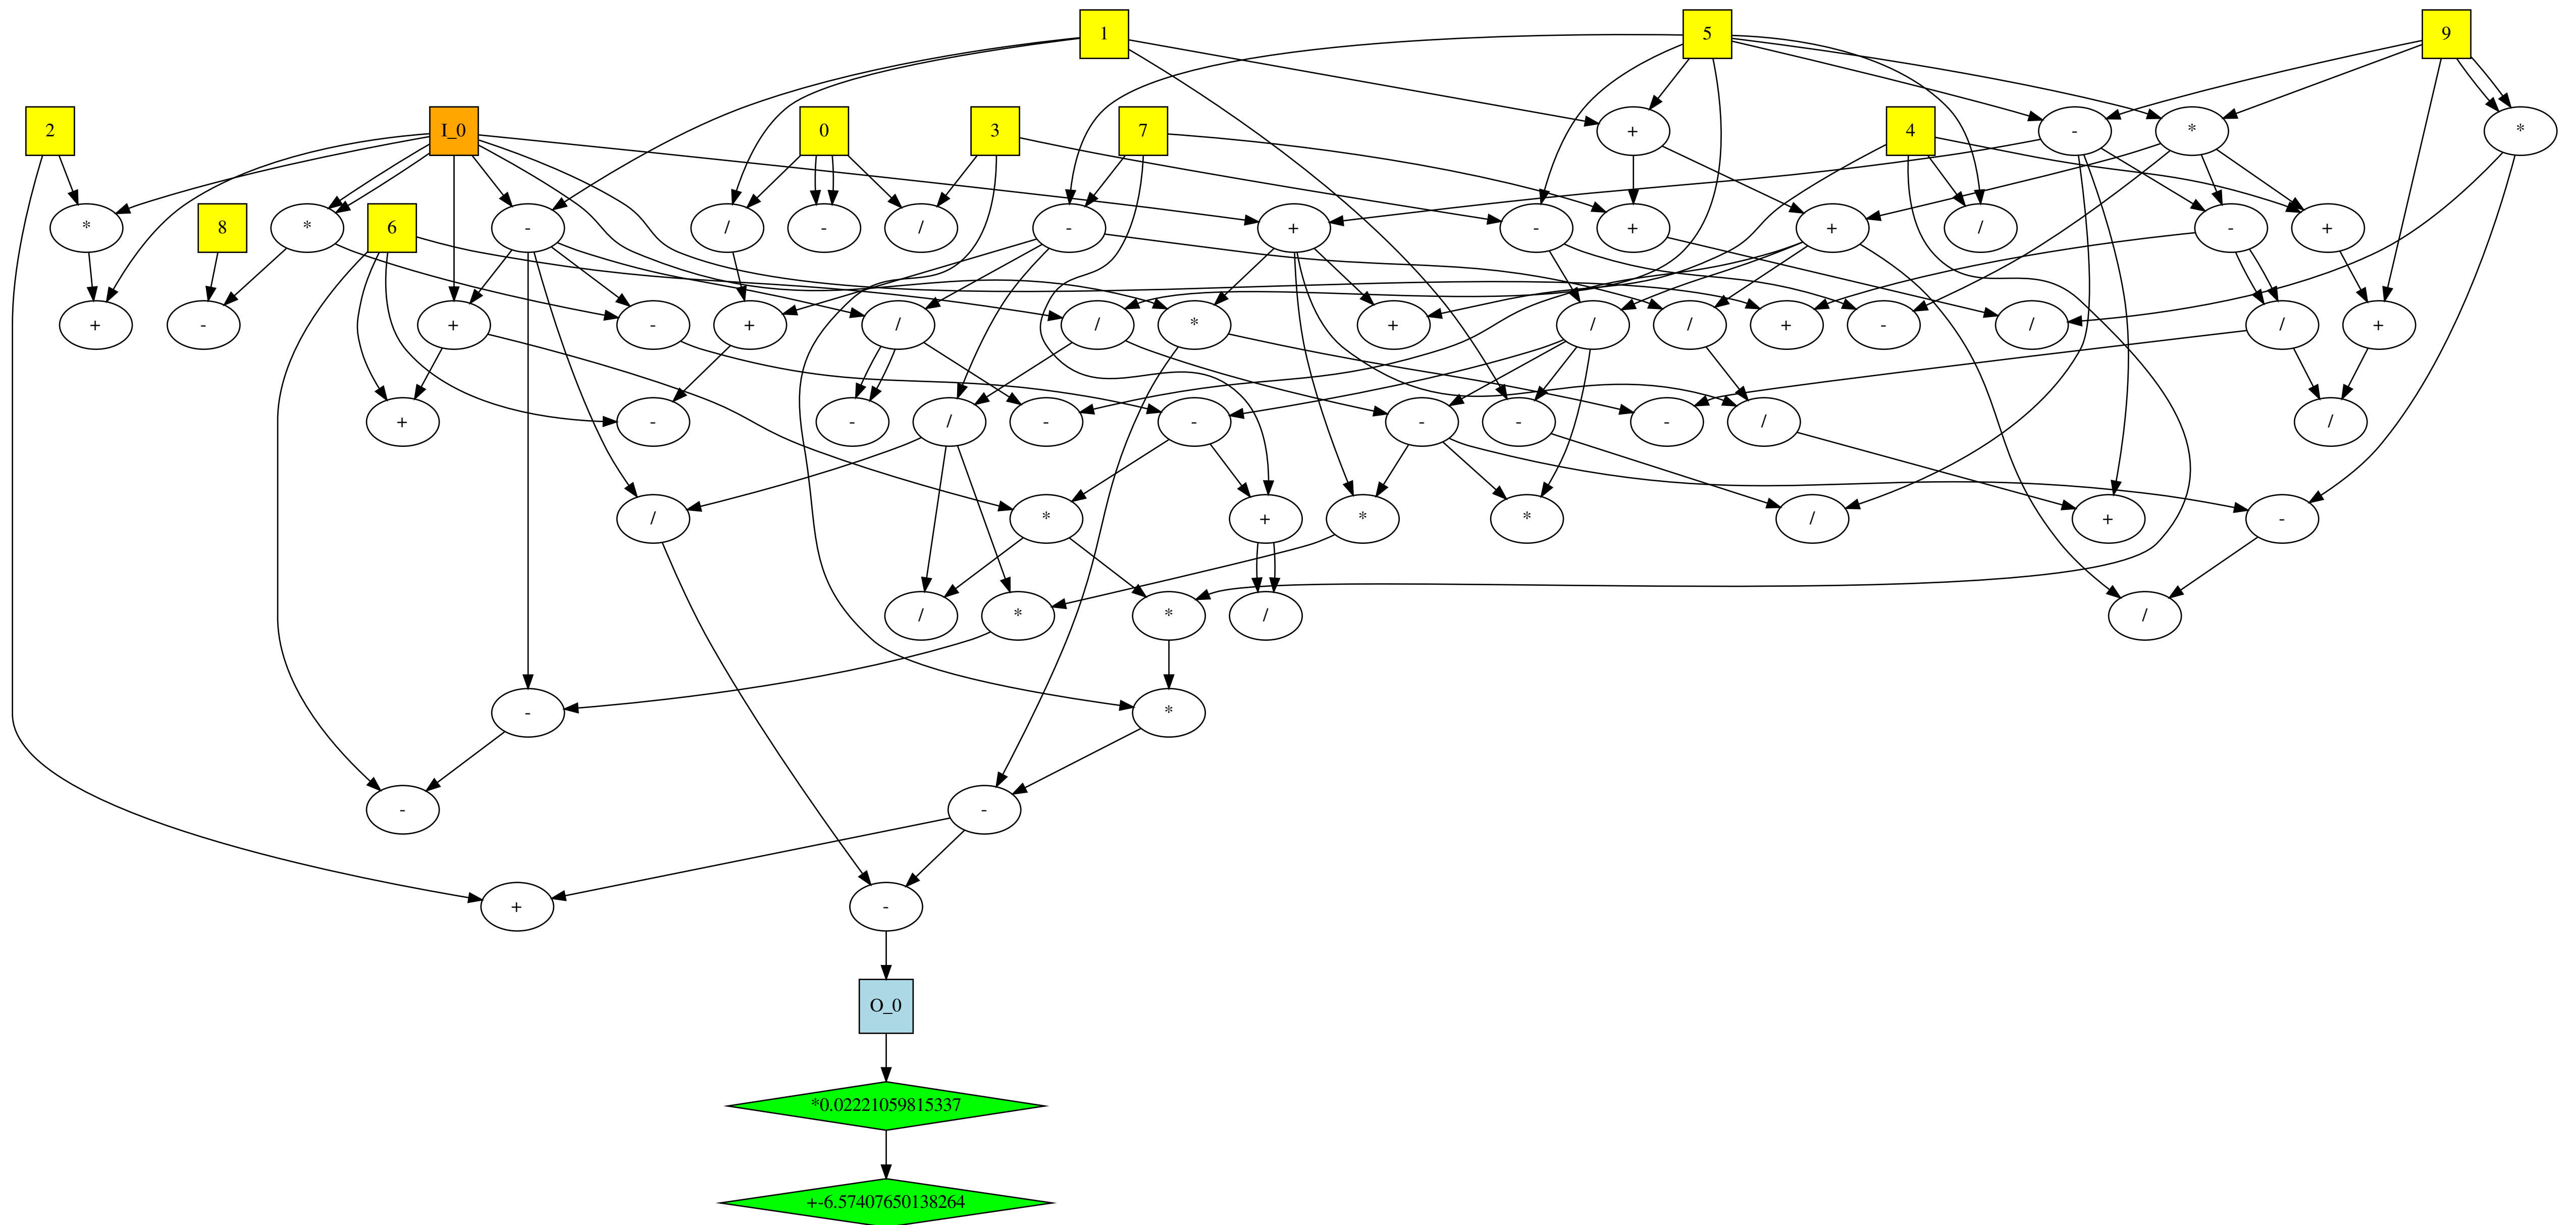 1 5 9
2 I_0 0 3 7 + 4 - * *
* 8 * 6 - / - / - + - + + / - +
+ - + - + / / * + / / + - / / +
+ - - / - - - - - / /
/ * + * * / + -
/ * * / /
- *
- -
+ -
O_0
*0.02221059815337
+-6.57407650138264